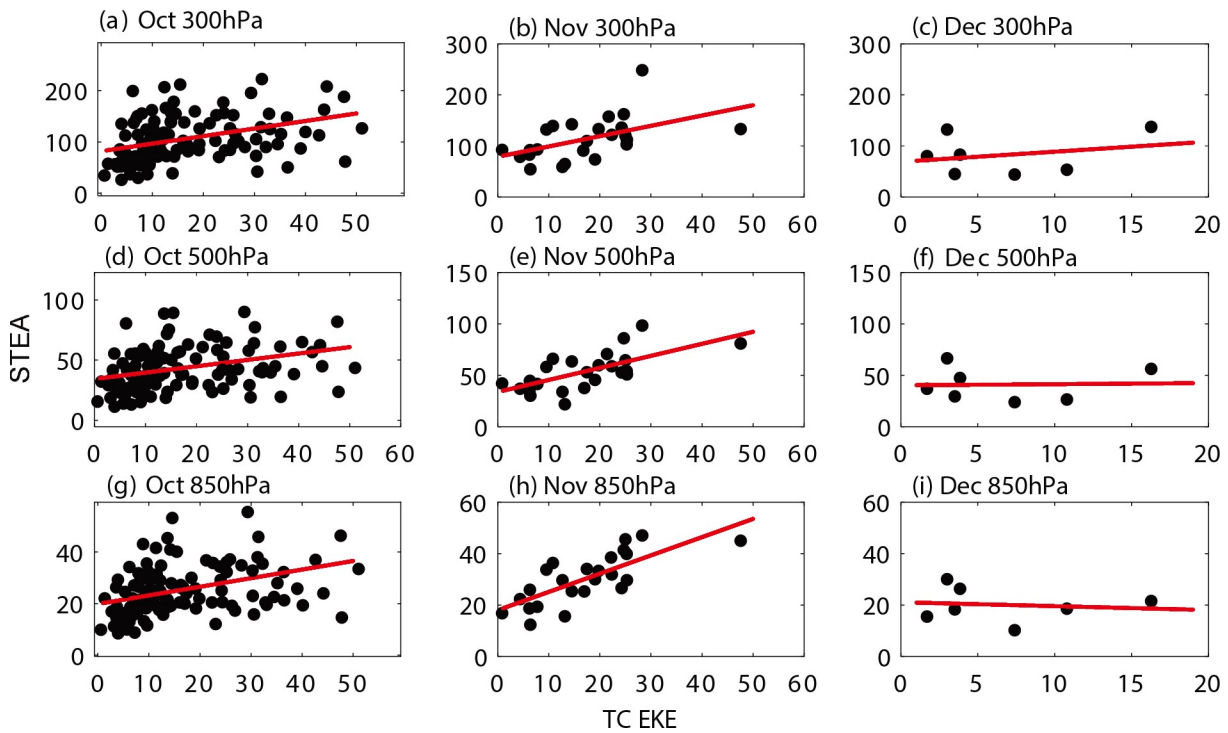 (a) Oct 300hPa
(b) Nov 300hPa
(c) Dec 300hPa
200
100
0
0 10 20 30 40 50
300
200
100
0
0 10 20 30 40 50 60
300
200
100
0
0 5 10 15 20
(d) Oct 500hPa
(e) Nov 500hPa
(f) Dec 500hPa
100
50
0
0 10 20 30 40 50 60
150
100
50
0
0 10 20 30 40 50 60
150
100
50
0
0 5 10 15 20
STEA
(g) Oct 850hPa
(h) Nov 850hPa
(i) Dec 850hPa
40
20
0
0 10 20 30 40 50
60
40
20
0
0 10 20 30 40 50 60
60
40
20
0
0 5 10 15 20
TC EKE